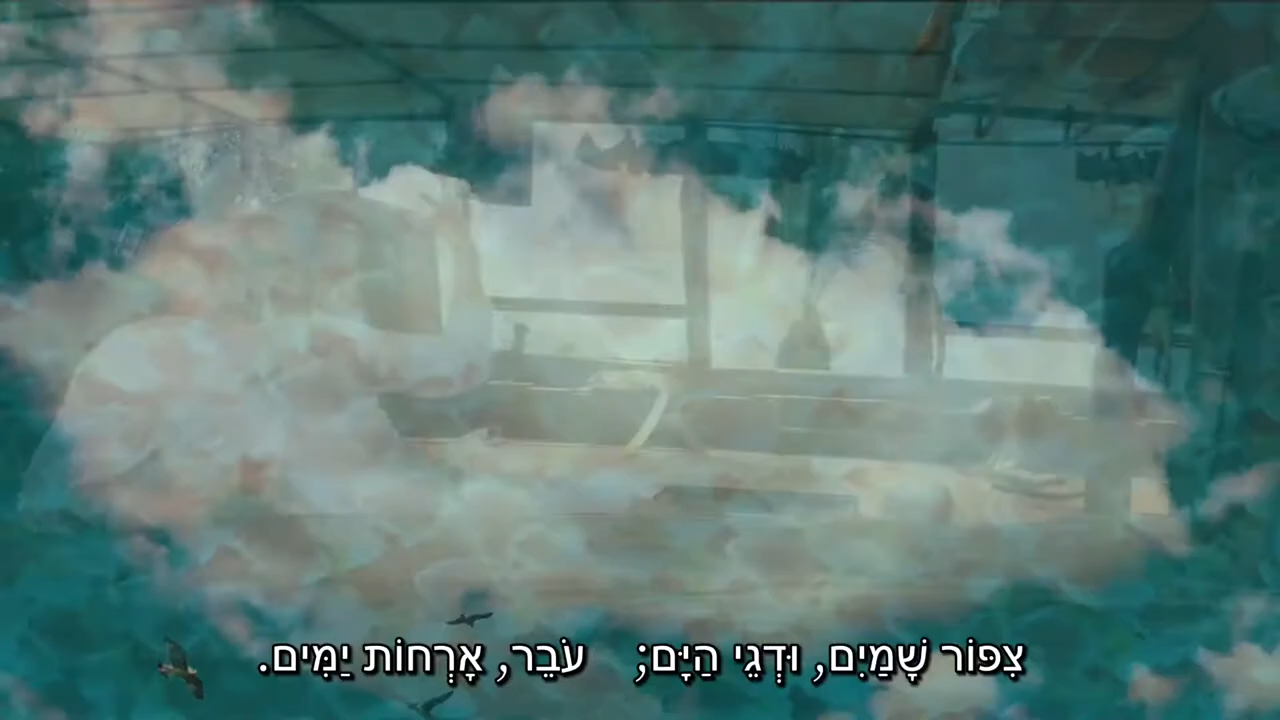 צִפּוֹר שָׁמַיִם, וּדְגֵי הַיָּם; עֹבֵר, אָרְחוֹת יַמִּים.